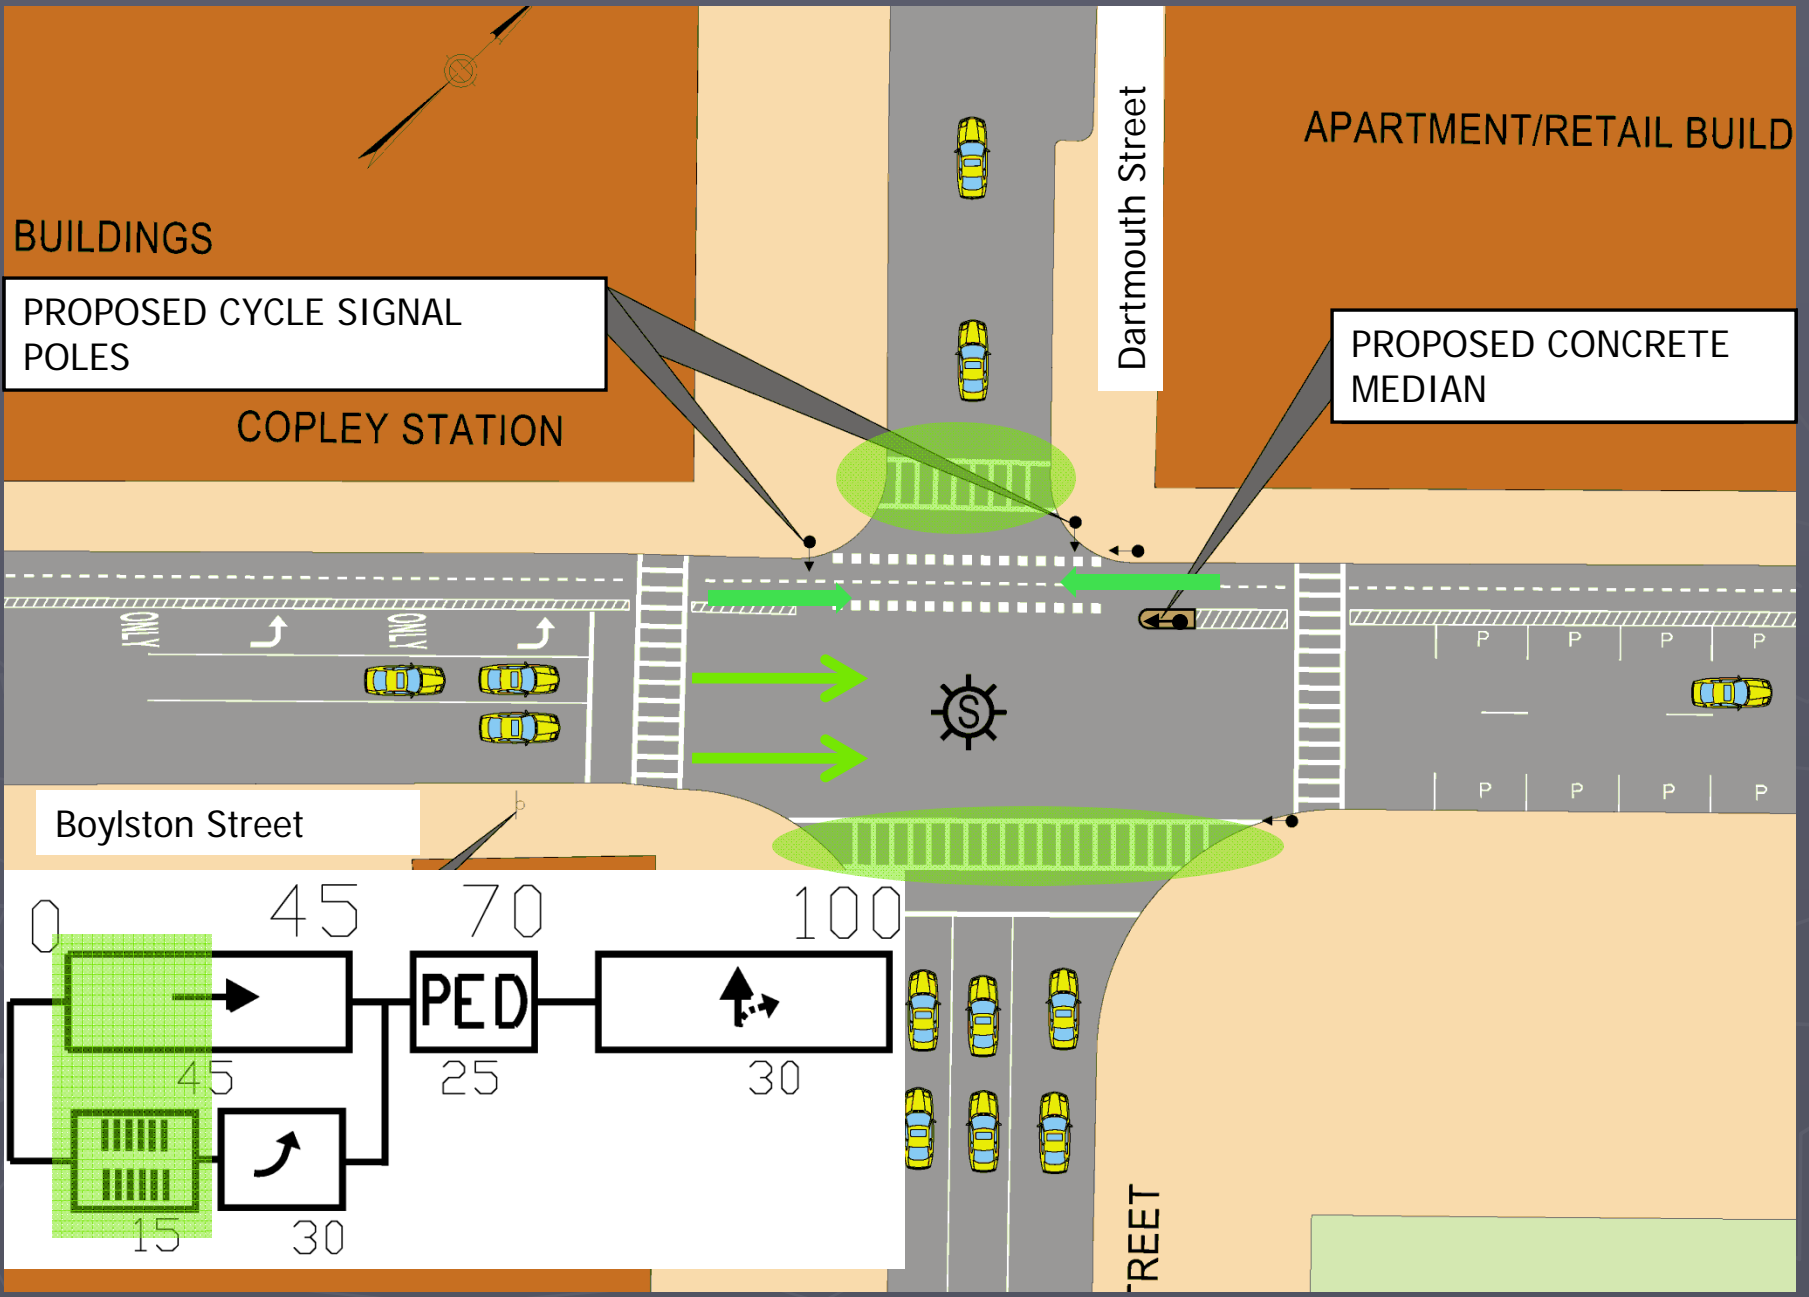 Dartmouth Street
APARTMENT/RETAIL BUILD
BUILDINGS
PROPOSED CYCLE SIGNAL
POLES
PROPOSED CONCRETE
MEDIAN
COPLEY STATION
ONLY
ONLY
P P P P
S
P P P P
Boylston Street
0 45 70 100
PED
45 25 30
15 30
TREET